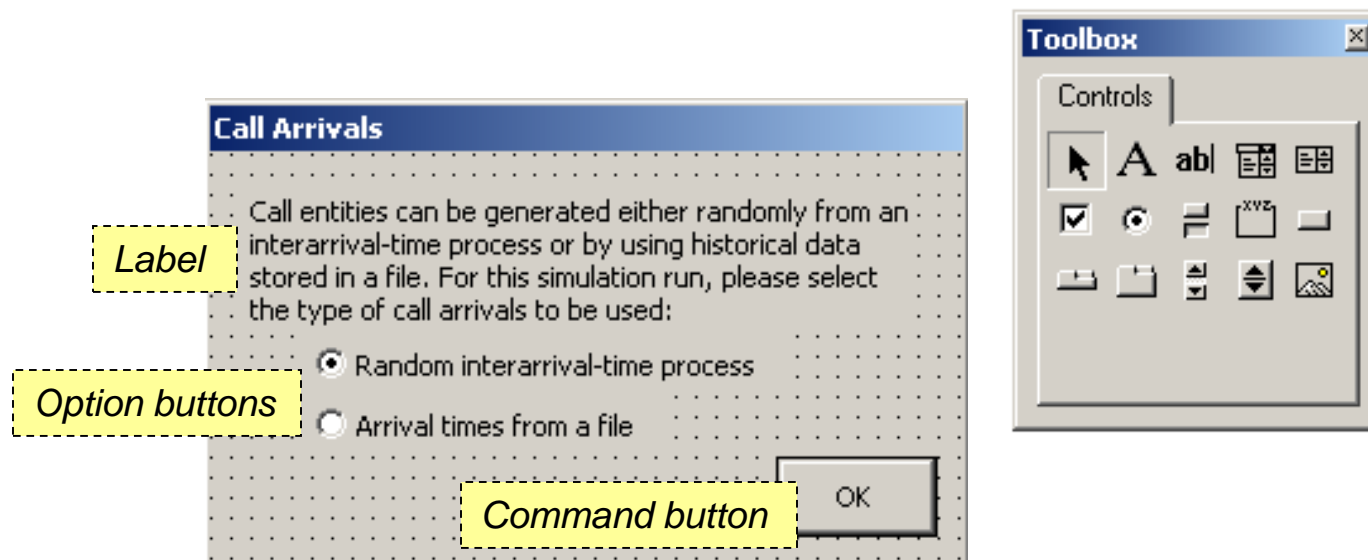 Toolbox
Controls
A ab|
xyz
Call Arrivals
Call entities can be generated either randomly from an
interarrival-time process or by using historical data
stored in a file. For this simulation run, please select
the type of call arrivals to be used:
Label
Random interarrival-time process
Option buttons
Arrival times from a file
Command button
OK